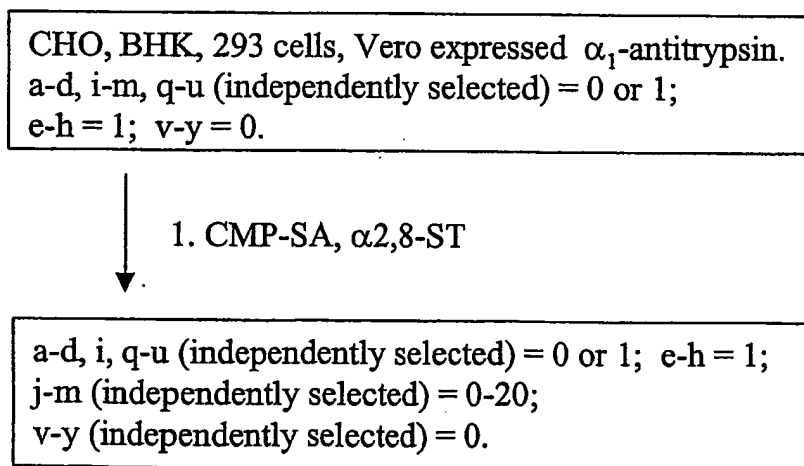 CHO, BHK, 293 cells, Vero expressed α₁-antitrypsin.
a-d, i-m, q-u (independently selected) = 0 or 1;
e-h = 1; v-y = 0.
1. CMP-SA, α2,8-ST
a-d, i, q-u (independently selected) = 0 or 1; e-h = 1;
j-m (independently selected) = 0-20;
v-y (independently selected) = 0.